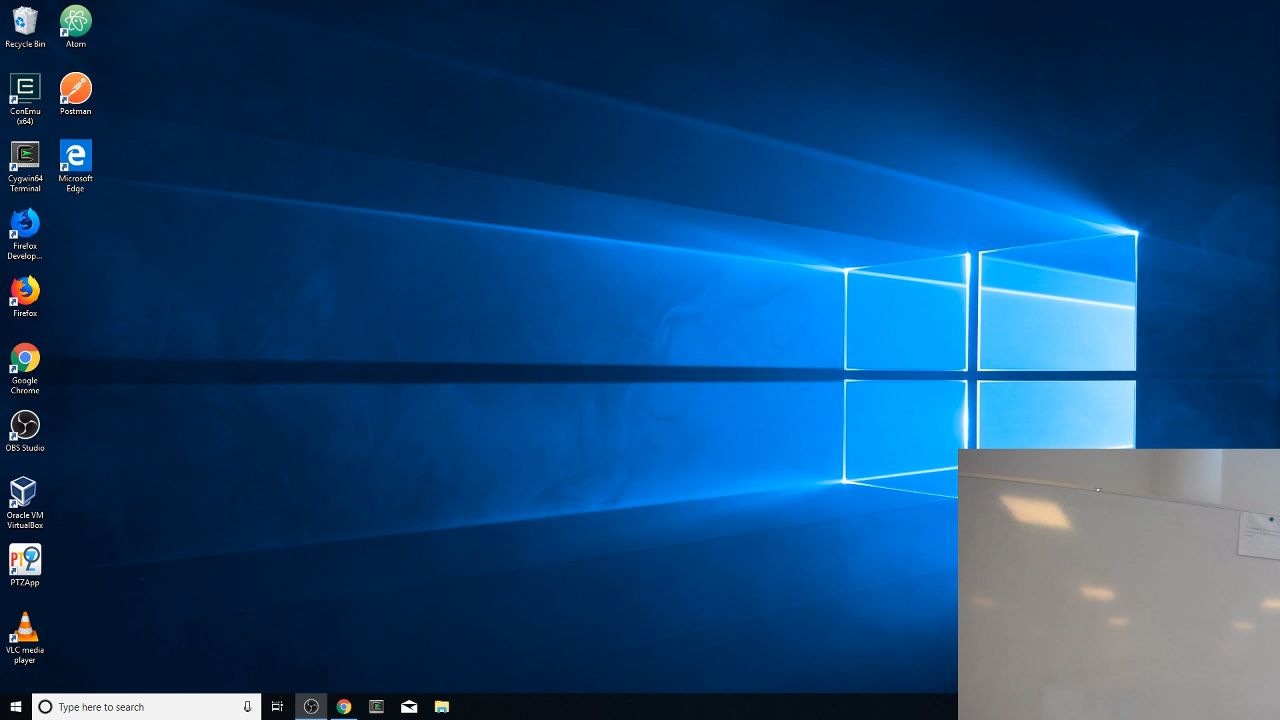 Recycle Bin
Atom
ConEmu
(x64)
Postman
Cygwin64
Terminal
Microsoft
Edge
Firefox
Develop...
Firefox
Google
Chrome
OBS Studio
Oracle VM
VirtualBox
PTZApp
VLC media
player
Type here to search